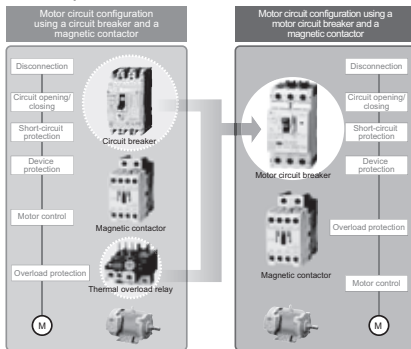 Motor circuit configuration
using a circuit breaker and a
magnetic contactor
Disconnection
Circuit opening/
closing
Short-circuit
protection
Circuit breaker
Device
protection
Motor control
Magnetic contactor
Overload protection
Thermal overload relay
M
Motor circuit configuration using a
motor circuit breaker and a
magnetic contactor
Disconnection
Circuit opening/
closing
Short-circuit
protection
Device
protection
Motor circuit breaker
Overload protection
Magnetic contactor
Motor control
M